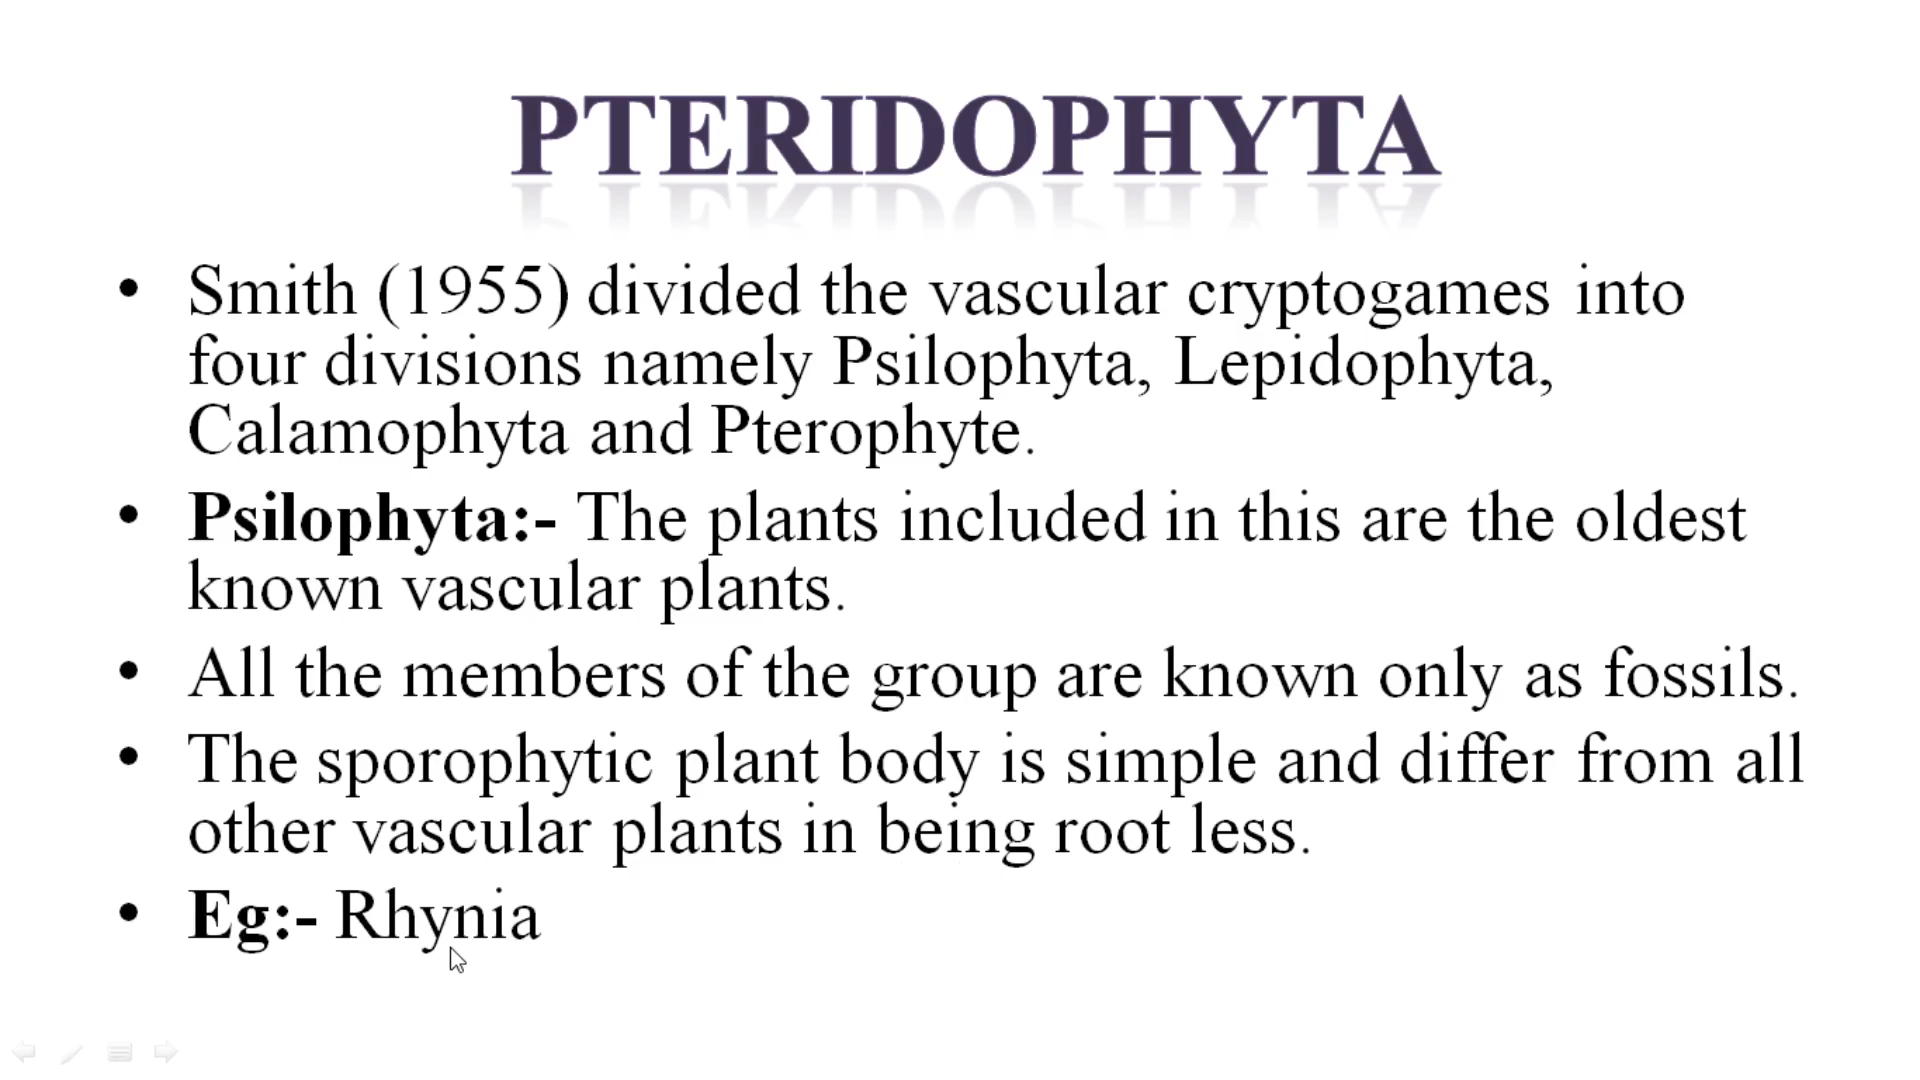 PTERIDOPHYTA
• Smith (1955) divided the vascular cryptogames into
four divisions namely Psilophyta, Lepidophyta,
Calamophyta and Pterophyte.
• Psilophyta:- The plants included in this are the oldest
known vascular plants.
• All the members of the group are known only as fossils.
• The sporophytic plant body is simple and differ from all
other vascular plants in being root less.
• Eg:- Rhynia